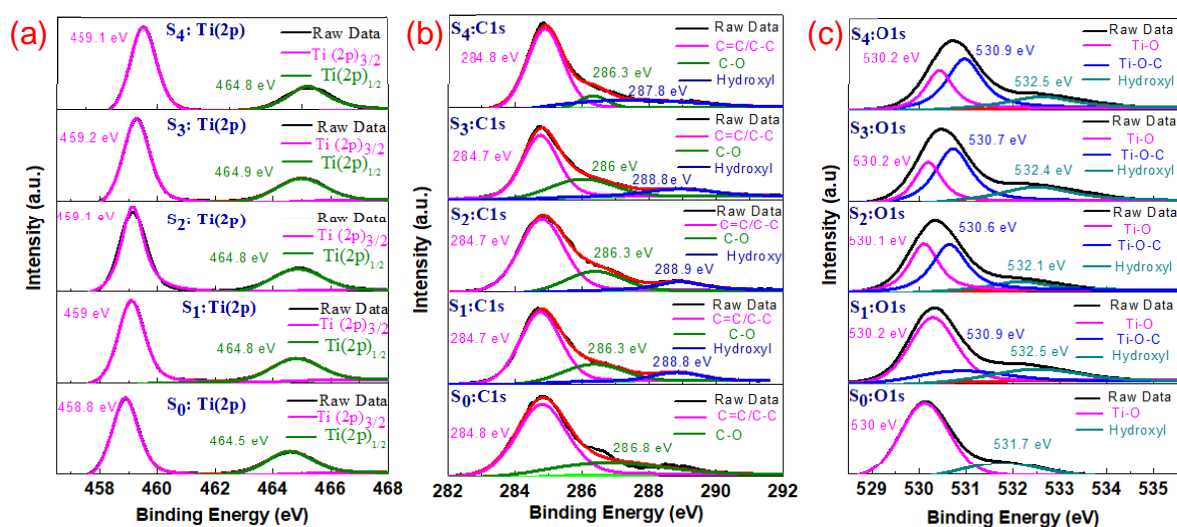 (a)
Intensity (a.u.)
S4: Ti(2p)
459.1 eV
464.8 eV
Raw Data
Ti (2p)3/2
Ti(2p)1/2
S3: Ti(2p)
459.2 eV
464.9 eV
Raw Data
Ti (2p)3/2
Ti(2p)1/2
S2: Ti(2p)
459.1 eV
464.8 eV
Raw Data
Ti (2p)3/2
Ti(2p)1/2
S1:Ti(2p)
459 eV
464.8 eV
Raw Data
Ti (2p)3/2
Ti(2p)1/2
S0: Ti(2p)
458.8 eV
464.5 eV
Raw Data
Ti (2p)3/2
Ti(2p)1/2
458 460 462 464 466 468
Binding Energy (eV)
(b)
Intensity (a.u.)
S4:C1s
284.8 eV
286.3 eV
287.8 eV
Raw Data
C=C/C-C
C-O
Hydroxyl
S3:C1s
284.7 eV
286 eV
288.8 eV
Raw Data
C=C/C-C
C-O
Hydroxyl
S2:C1s
284.7 eV
286.3 eV
288.9 eV
Raw Data
C=C/C-C
C-O
Hydroxyl
S1:C1s
284.7 eV
286.3 eV
288.8 eV
Raw Data
C=C/C-C
C-O
Hydroxyl
S0:C1s
284.8 eV
286.8 eV
Raw Data
C=C/C-C
C-O
282 284 286 288 290 292
Binding Energy (eV)
(c)
Intensity (a.u)
S4:O1s
530.2 eV
530.9 eV
532.5 eV
Raw Data
Ti-O
Ti-O-C
Hydroxyl
S3:O1s
530.2 eV
530.7 eV
532.4 eV
Raw Data
Ti-O
Ti-O-C
Hydroxyl
S2:O1s
530.1 eV
530.6 eV
532.1 eV
Raw Data
Ti-O
Ti-O-C
Hydroxyl
S1:O1s
530.2 eV
530.9 eV
532.5 eV
Raw Data
Ti-O
Ti-O-C
Hydroxyl
S0:O1s
530 eV
531.7 eV
Raw Data
Ti-O
Hydroxyl
529 530 531 532 533 534 535
Binding Energy (eV)